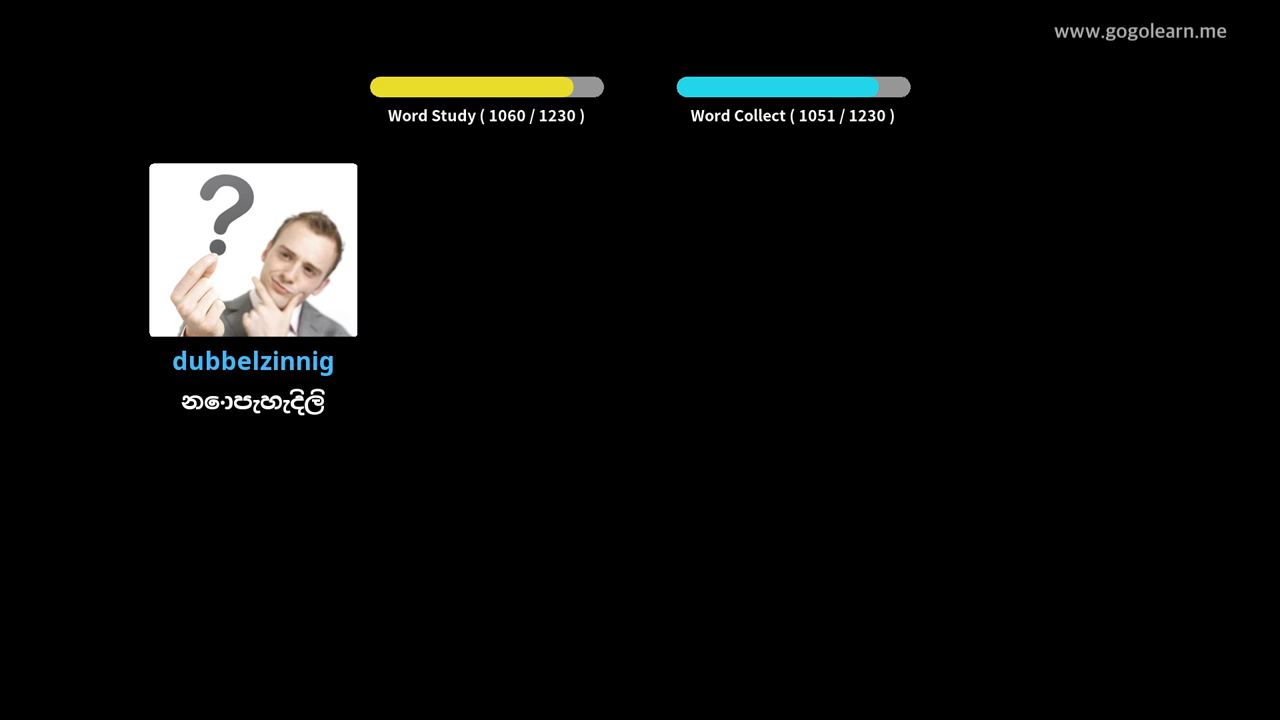 www.gogolearn.me
Word Study ( 1060 / 1230 )
Word Collect ( 1051 / 1230 )
dubbelzinnig
නොපැහැදිලි